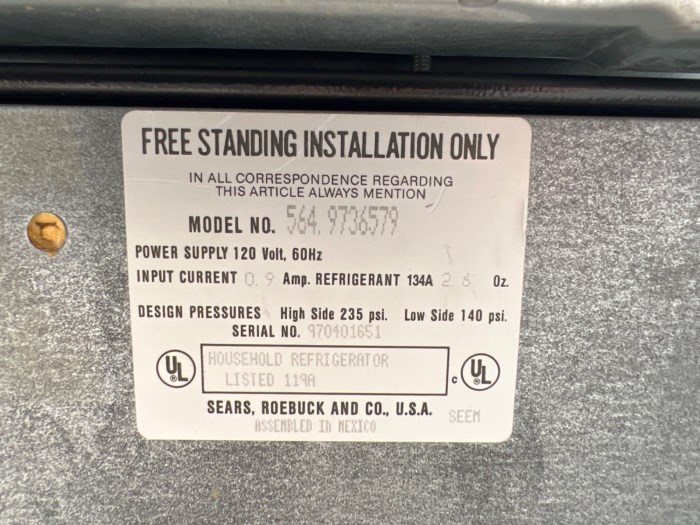 FREE STANDING INSTALLATION ONLY
IN ALL CORRESPONDENCE REGARDING
THIS ARTICLE ALWAYS MENTION
MODEL NO. 564.9736579
POWER SUPPLY 120 Volt, 60Hz
INPUT CURRENT 0.9 Amp. REFRIGERANT 134A 2.6 Oz.
DESIGN PRESSURES High Side 235 psi. Low Side 140 psi.
SERIAL NO. 970401651
UL ® HOUSEHOLD REFRIGERATOR c UL ®
LISTED 119A
SEARS, ROEBUCK AND CO., U.S.A. SEEM
ASSEMBLED IN MEXICO